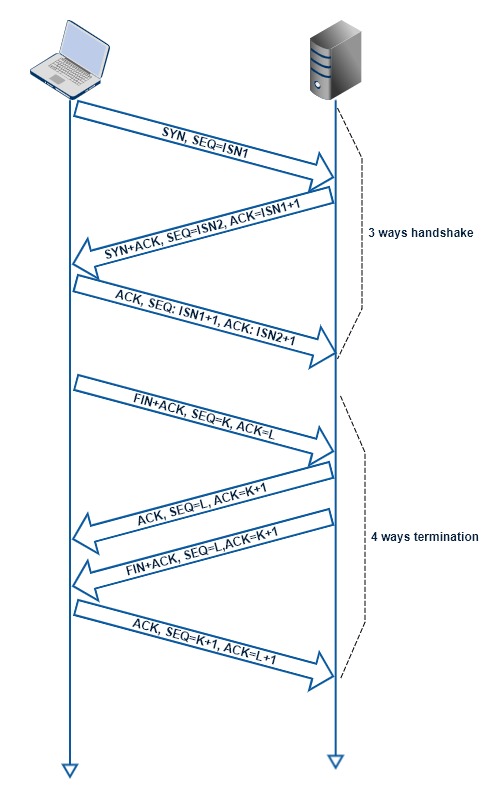 SYN, SEQ=ISN1
SYN+ACK, SEQ=ISN2, ACK=ISN1+1
3 ways handshake
ACK, SEQ: ISN1+1, ACK: ISN2+1
FIN+ACK, SEQ=K, ACK=L
ACK, SEQ=L, ACK=K+1
4 ways termination
FIN+ACK, SEQ=L,ACK=K+1
ACK, SEQ=K+1, ACK=L+1